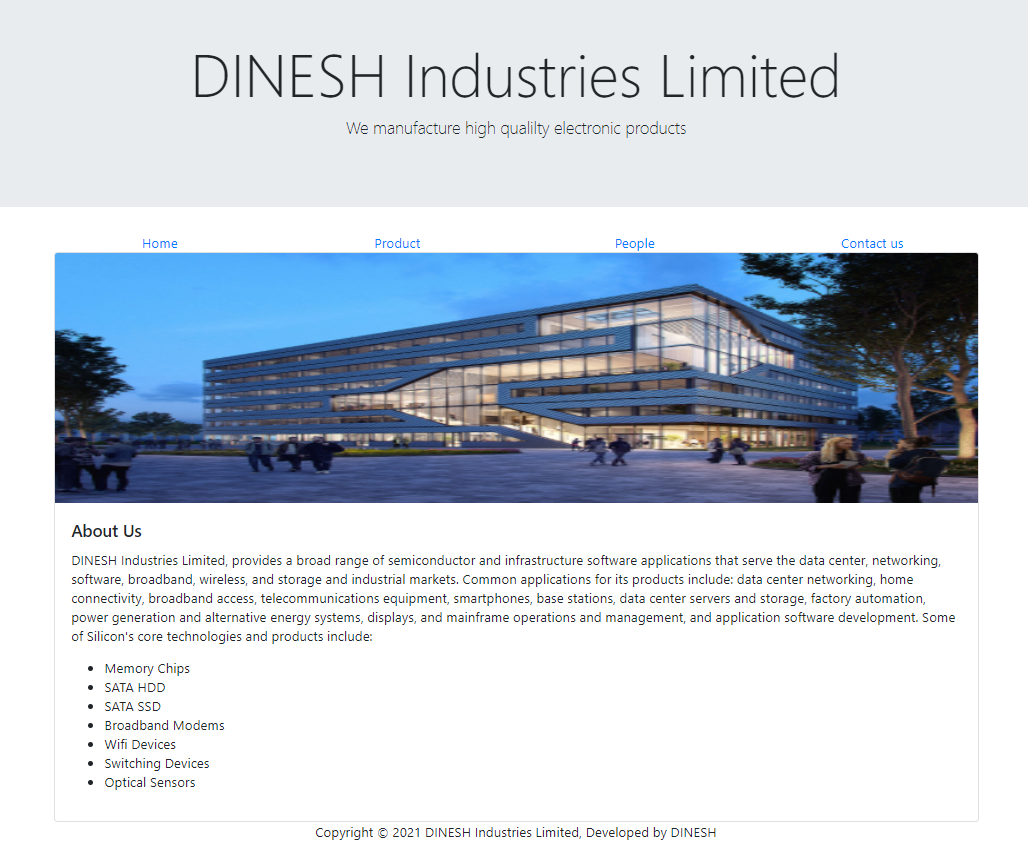 DINESH Industries Limited
We manufacture high qualilty electronic products
Home Product People Contact us
About Us
DINESH Industries Limited, provides a broad range of semiconductor and infrastructure software applications that serve the data center, networking,
software, broadband, wireless, and storage and industrial markets. Common applications for its products include: data center networking, home
connectivity, broadband access, telecommunications equipment, smartphones, base stations, data center servers and storage, factory automation,
power generation and alternative energy systems, displays, and mainframe operations and management, and application software development. Some
of Silicon's core technologies and products include:
Memory Chips
SATA HDD
SATA SSD
Broadband Modems
Wifi Devices
Switching Devices
Optical Sensors
Copyright © 2021 DINESH Industries Limited, Developed by DINESH